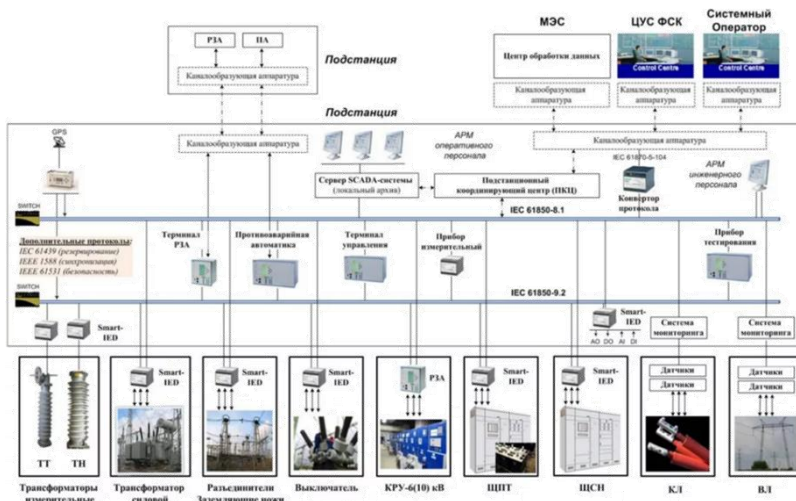 МЭС
ЦУС ФСК
Системный
Оператор
РЗА
ПА
Подстанция
Центр обработки данных
Control Centre
Control Centre
Каналообразующая аппаратура
Каналообразующая
аппаратура
Каналообразующая
аппаратура
Каналообразующая
аппаратура
Подстанция
GPS
Каналообразующая аппаратура
АРМ
оперативного
персонала
Каналообразующая аппаратура
IEC 61870-5-104
АРМ
инженерного
персонала
Сервер SCADA-системы
(локальный архив)
Подстанционный
координирующий центр (ПКЦ)
Конвертор
протокола
SWITCH
IEC 61850-8.1
Дополнительные протоколы:
IEC 61439 (резервирование)
IEEE 1588 (синхронизация)
IEEE 61531 (безопасность)
Терминал
РЗА
Противоаварийная
автоматика
Терминал
управления
Прибор
измерительный
Прибор
тестирования
SWITCH
IEC 61850-9.2
Smart-
IED
Smart-
IED
AO DO AI DI
Система
мониторинга
Система
мониторинга
Smart-
IED
Smart-
IED
Smart-
IED
РЗА
Smart-
IED
Smart-
IED
Датчики
Датчики
Датчики
Датчики
ТТ
ТН
Трансформаторы
измерительные
Трансформатор
силовой
Разъединители
Заземляющие ножи
Выключатель
КРУ-6(10) кВ
ЩПТ
ЩСН
КЛ
ВЛ